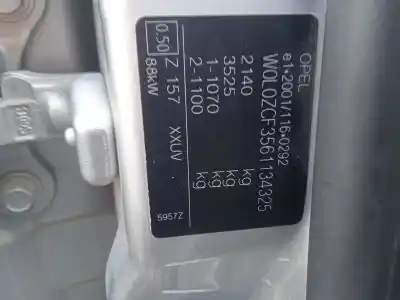 OPEL
e1*2001/116*0292
W0L0ZCF3561134325
2140 kg
3525 kg
1-1070 kg
2-1100 kg
0.50 Z 157 XXLIV
88kW
5957Z